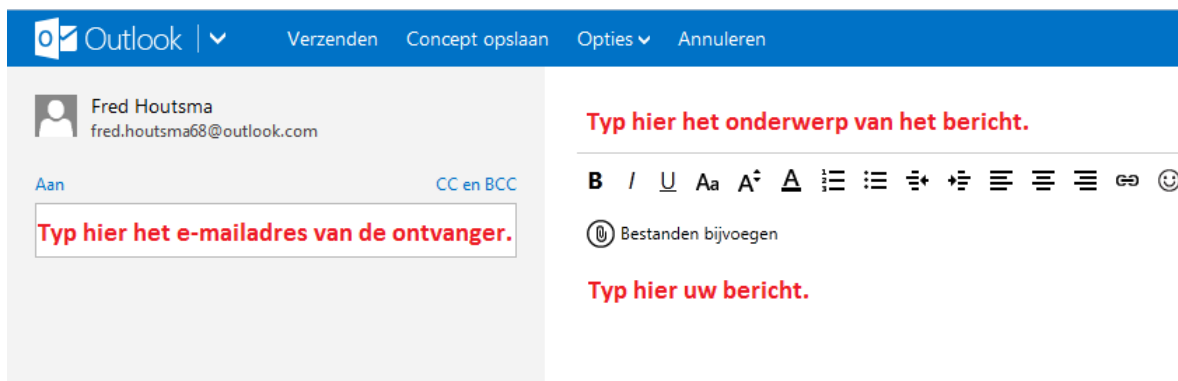 Outlook Verzenden Concept opslaan Opties Annuleren
Fred Houtsma
fred.houtsma68@outlook.com
Aan CC en BCC
Typ hier het e-mailadres van de ontvanger.
Typ hier het onderwerp van het bericht.
B I U Aa A A
Bestanden bijvoegen
Typ hier uw bericht.